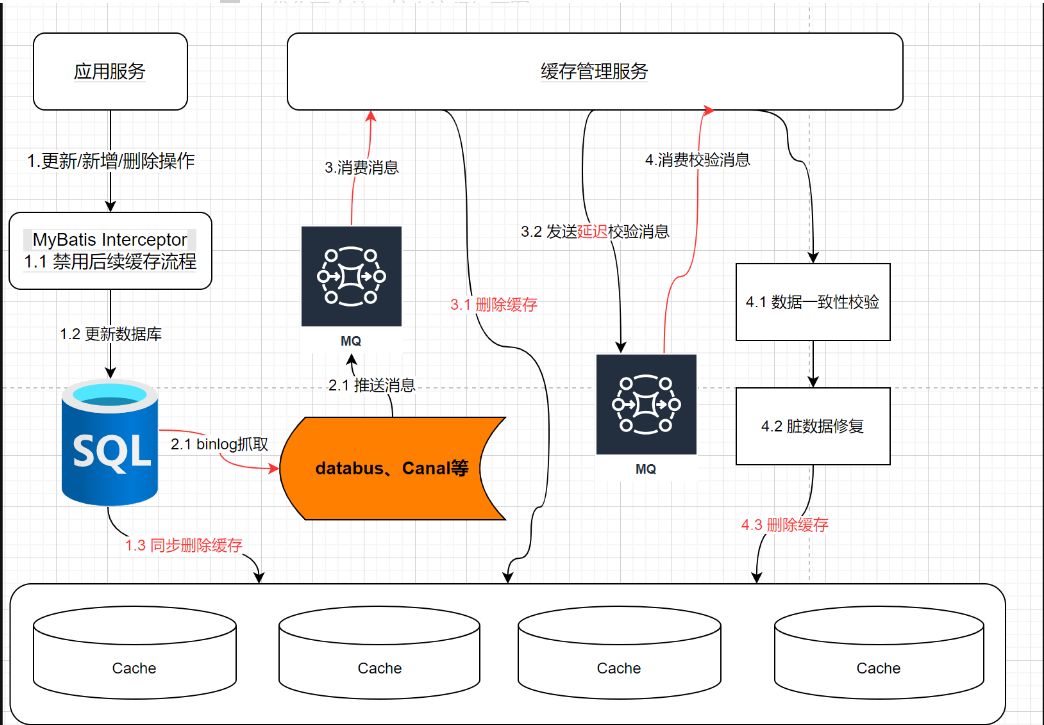 应用服务
缓存管理服务
1.更新/新增/删除操作
3.消费消息
4.消费校验消息
MyBatis Interceptor
1.1 禁用后续缓存流程
3.2 发送延迟校验消息
3.1 删除缓存
4.1 数据一致性校验
1.2 更新数据库
MQ
2.1 推送消息
SQL
2.1 binlog抓取
databus、Canal等
MQ
4.2 脏数据修复
1.3 同步删除缓存
4.3 删除缓存
Cache
Cache
Cache
Cache